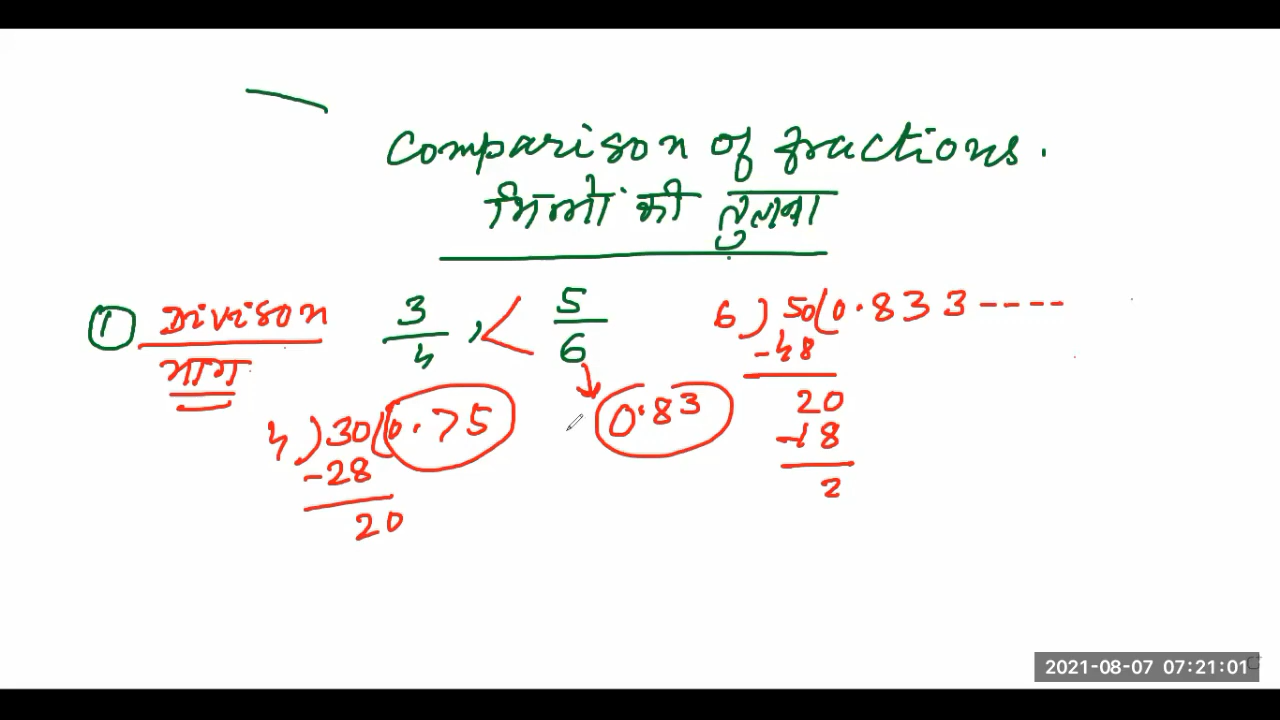 Comparison of fractions.
भिन्नों की तुलना
① Divison
भाग
3/4 , < 5/6
4 ) 30 ( 0.75
-28
20
0.83
6 ) 50 ( 0.833 ----
-48
20
-18
2
2021-08-07 07:21:01